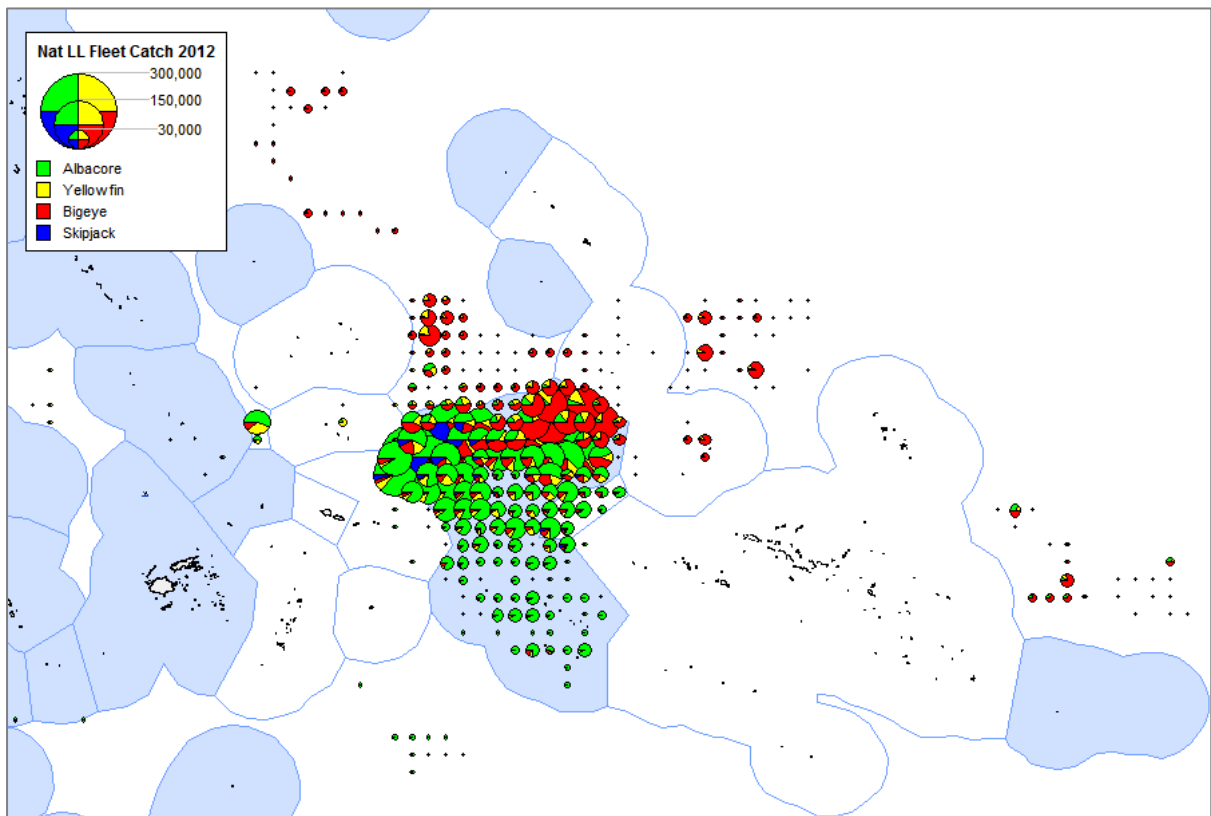 Nat LL Fleet Catch 2012
300,000
150,000
30,000
Albacore
Yellowfin
Bigeye
Skipjack